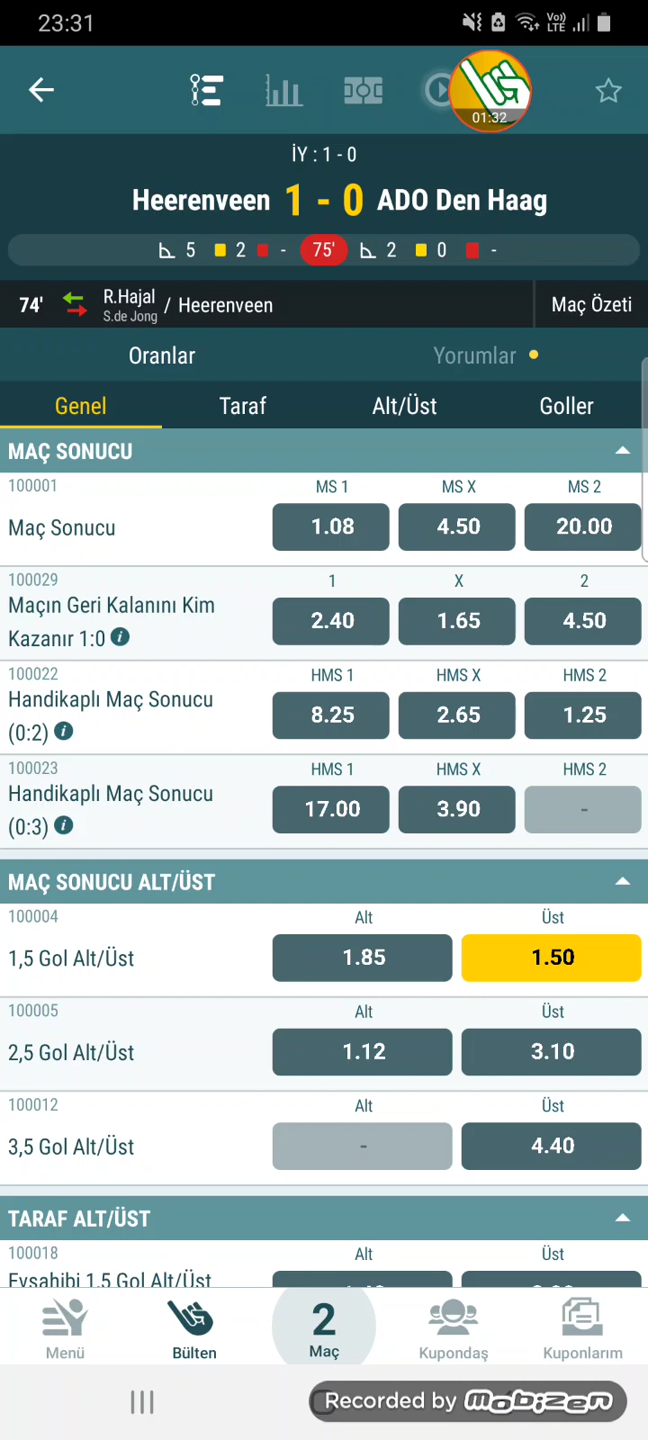 23:31
Vo))
LTE
01:32
İY : 1 - 0
Heerenveen 1 - 0 ADO Den Haag
5 2 - 75' 2 0 -
74' R.Hajal / Heerenveen Maç Özeti
S.de Jong
Oranlar Yorumlar
Genel Taraf Alt/Üst Goller
MAÇ SONUCU
100001 MS 1 MS X MS 2
Maç Sonucu 1.08 4.50 20.00
100029 1 X 2
Maçın Geri Kalanını Kim
Kazanır 1:0 i 2.40 1.65 4.50
100022 HMS 1 HMS X HMS 2
Handikaplı Maç Sonucu
(0:2) i 8.25 2.65 1.25
100023 HMS 1 HMS X HMS 2
Handikaplı Maç Sonucu
(0:3) i 17.00 3.90 -
MAÇ SONUCU ALT/ÜST
100004 Alt Üst
1,5 Gol Alt/Üst 1.85 1.50
100005 Alt Üst
2,5 Gol Alt/Üst 1.12 3.10
100012 Alt Üst
3,5 Gol Alt/Üst - 4.40
TARAF ALT/ÜST
100018 Alt Üst
Evsahibi 1,5 Gol Alt/Üst
2
Menü Bülten Maç Kupondaş Kuponlarım
Recorded by mobizen